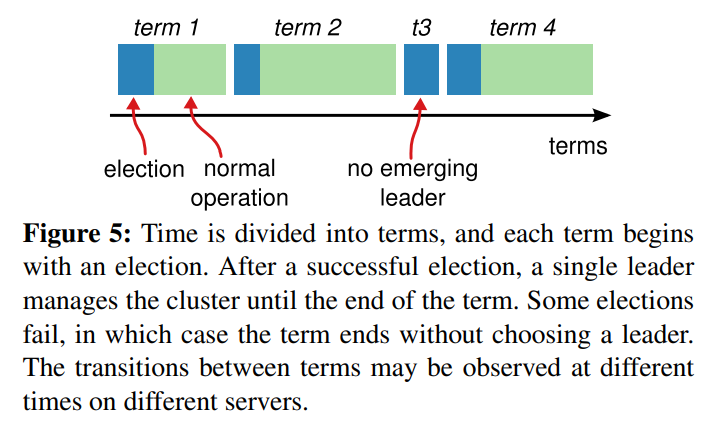 term 1 term 2 t3 term 4
terms
election normal operation no emerging leader
Figure 5: Time is divided into terms, and each term begins
with an election. After a successful election, a single leader
manages the cluster until the end of the term. Some elections
fail, in which case the term ends without choosing a leader.
The transitions between terms may be observed at different
times on different servers.